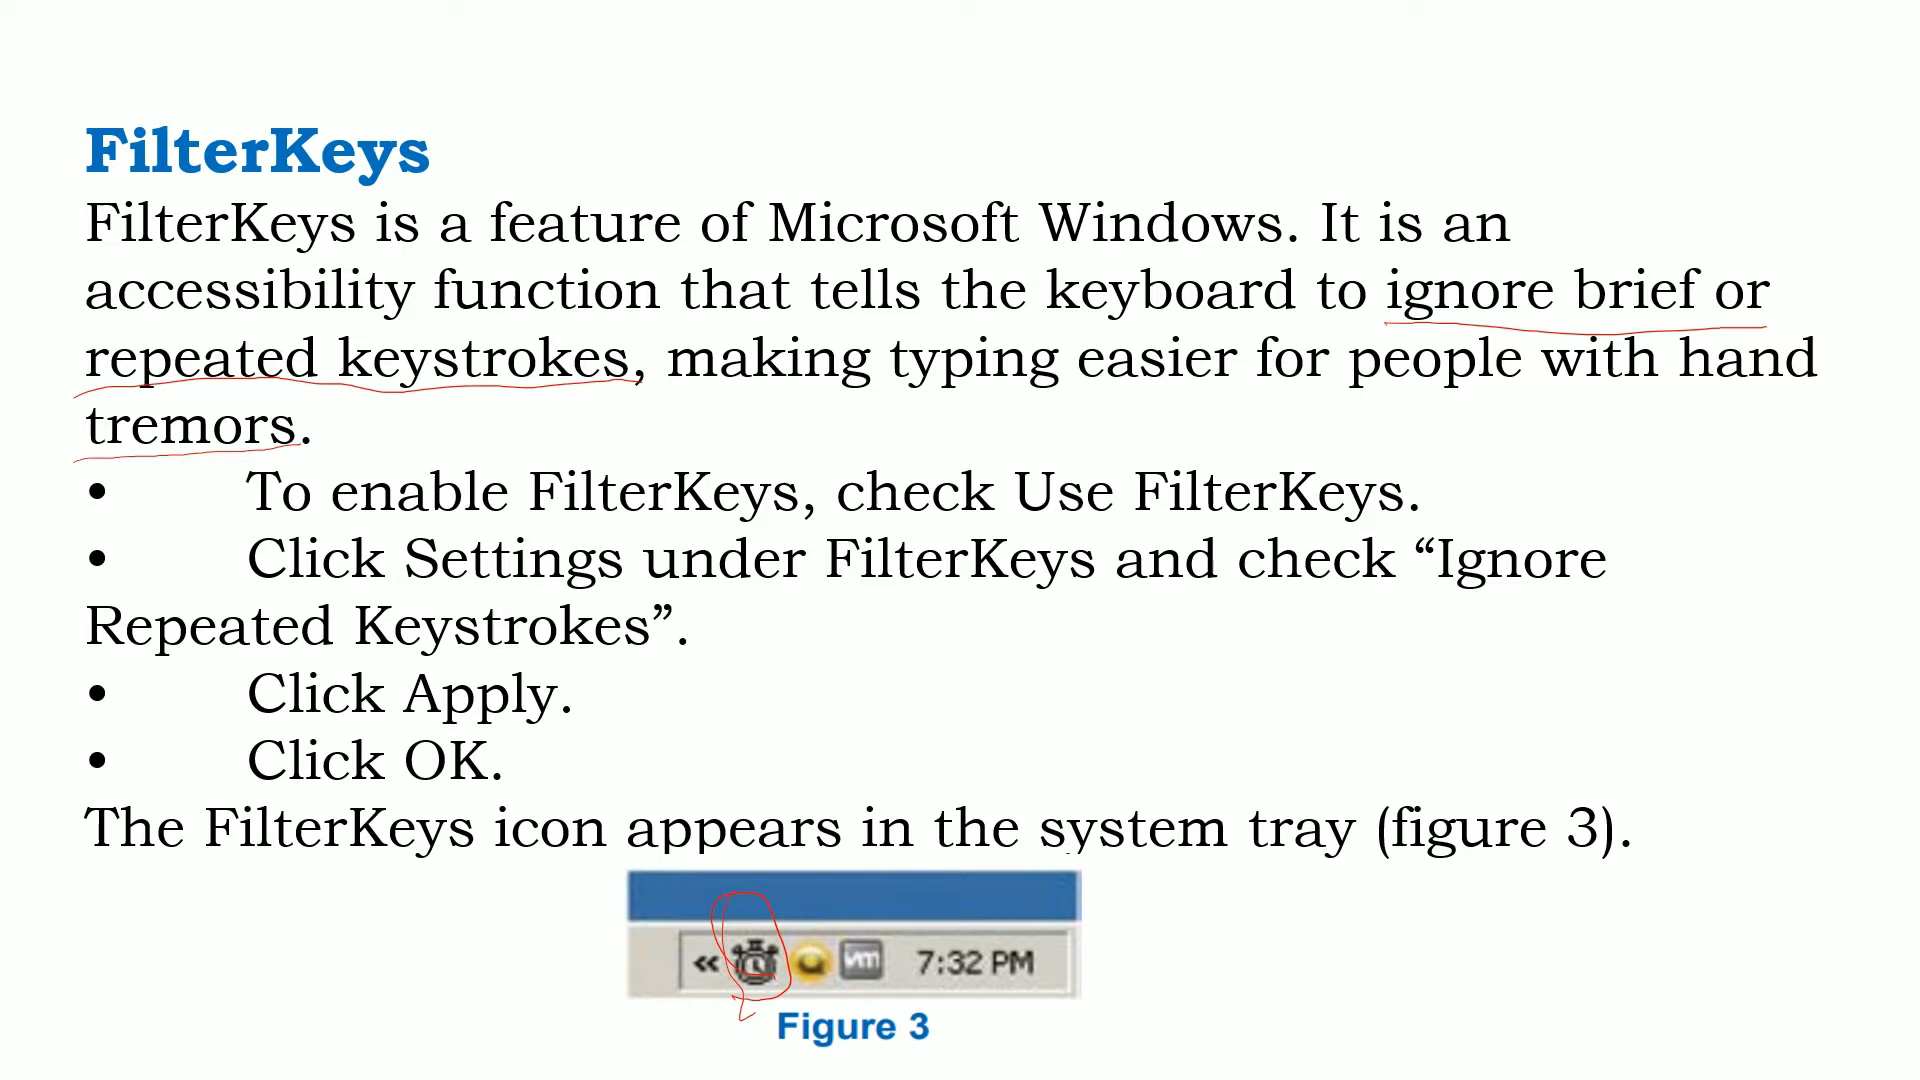 FilterKeys
FilterKeys is a feature of Microsoft Windows. It is an
accessibility function that tells the keyboard to ignore brief or
repeated keystrokes, making typing easier for people with hand
tremors.
• To enable FilterKeys, check Use FilterKeys.
• Click Settings under FilterKeys and check “Ignore
Repeated Keystrokes”.
• Click Apply.
• Click OK.
The FilterKeys icon appears in the system tray (figure 3).
« vm 7:32 PM
Figure 3